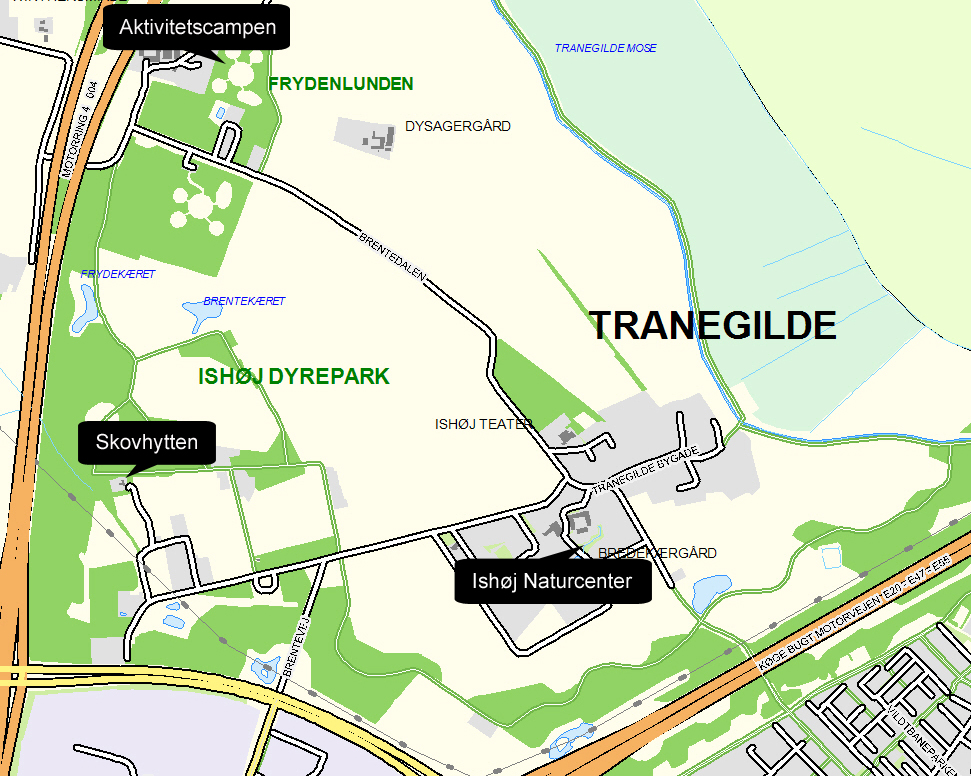 Aktivitetscampen
TRANEGILDE MOSE
FRYDENLUNDEN
MOTORRING 4 004
DYSAGERGÅRD
BRENTEDALEN
FRYDEKÆRET
BRENTEKÆRET
TRANEGILDE
ISHØJ DYREPARK
ISHØJ TEATER
Skovhytten
TRANEGILDE BYGADE
BREDEKÆRGÅRD
Ishøj Naturcenter
KØGE BUGT MOTORVEJEN E20 - E47 - E55
BRENTEVEJ
VILDTBANEPARKEN